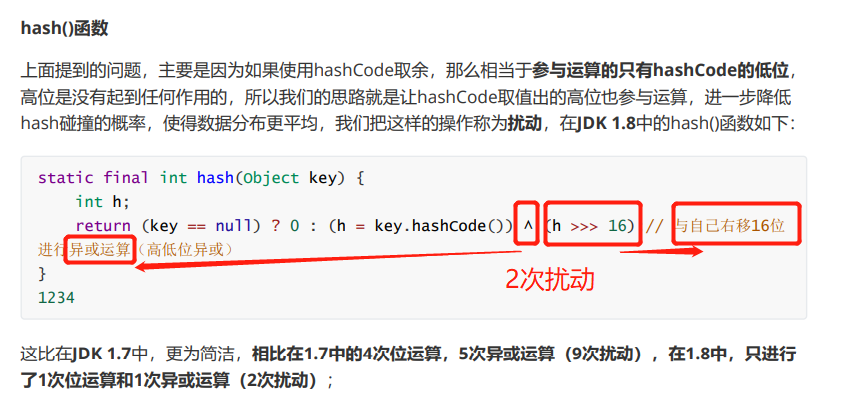 hash()函数
上面提到的问题，主要是因为如果使用hashCode取余，那么相当于参与运算的只有hashCode的低位，
高位是没有起到任何作用的，所以我们的思路就是让hashCode取值出的高位也参与运算，进一步降低
hash碰撞的概率，使得数据分布更平均，我们把这样的操作称为扰动，在JDK 1.8中的hash()函数如下：
static final int hash(Object key) {
int h;
return (key == null) ? 0 : (h = key.hashCode()) ^ (h >>> 16) // 与自己右移16位
进行异或运算（高低位异或）
}
1234
2次扰动
这比在JDK 1.7中，更为简洁，相比在1.7中的4次位运算，5次异或运算（9次扰动），在1.8中，只进行
了1次位运算和1次异或运算（2次扰动）；